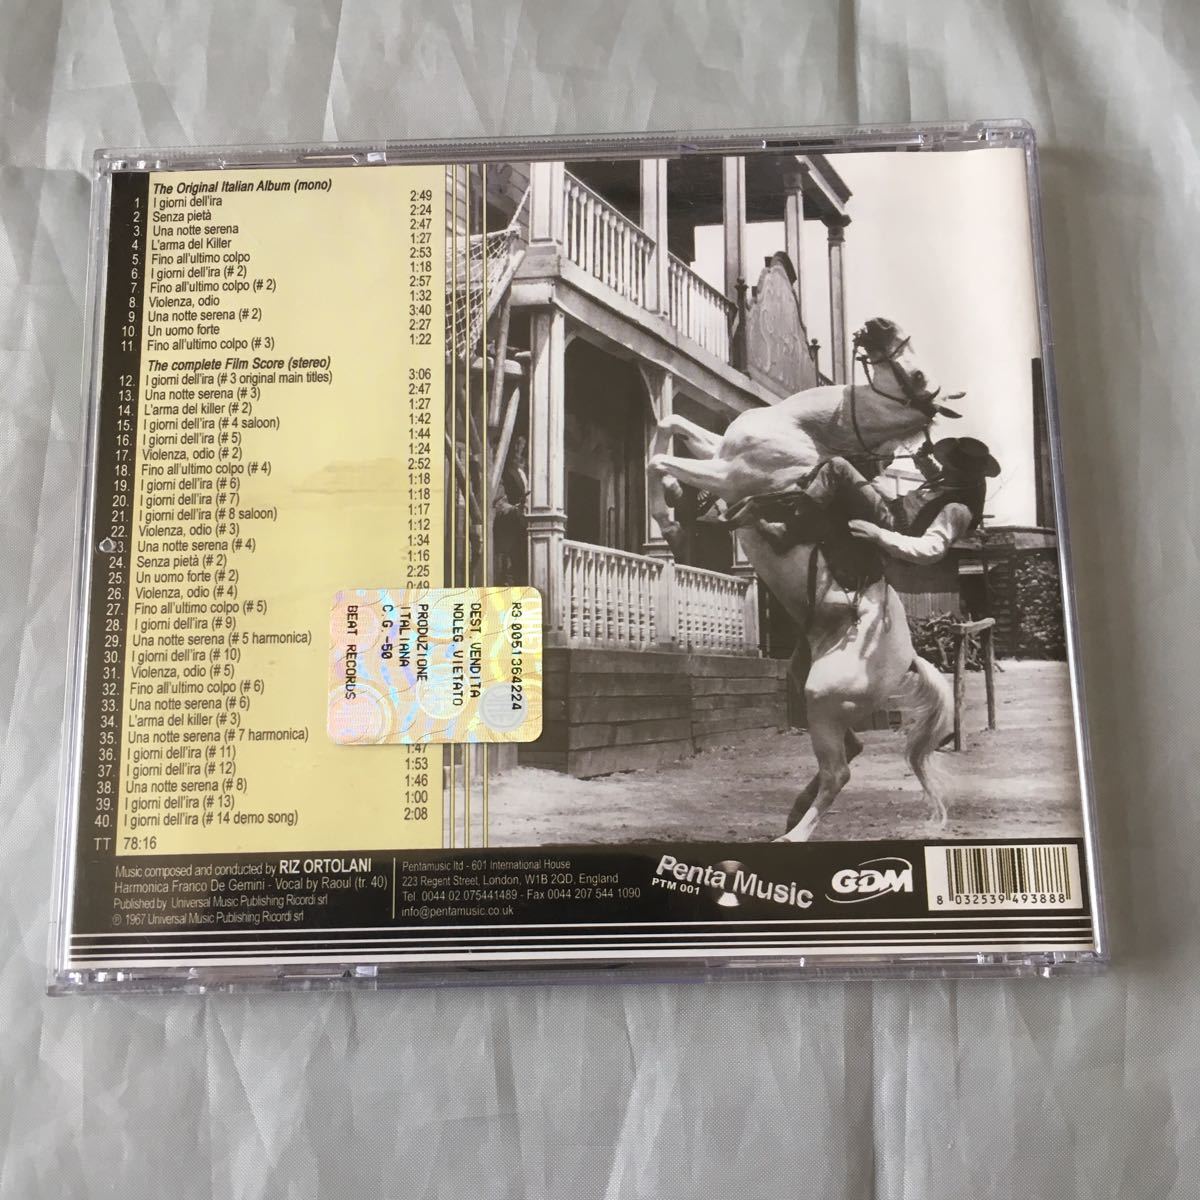 The Original Italian Album (mono)
1. I giorni dell'ira 2:49
2. Senza pietà 2:24
3. Una notte serena 2:47
4 L'arma del Killer 1:27
5. Fino all'ultimo colpo 2:53
6. I giorni dell'ira (# 2) 1:18
7. Fino all'ultimo colpo (# 2) 2:57
8. Violenza, odio 1:32
9 Una notte serena (# 2) 3:40
10. Un uomo forte 2:27
11. Fino all'ultimo colpo (# 3) 1:22
The complete Film Score (stereo)
12. I giorni dell'ira (# 3 original main titles) 3:06
13. Una notte serena (# 3) 2:47
14. L'arma del killer (# 2) 1:27
15. I giorni dell'ira (# 4 saloon) 1:42
16. I giorni dell'ira (# 5) 1:44
17. Violenza, odio (# 2) 1:24
18. Fino all'ultimo colpo (# 4) 2:52
19. I giorni dell'ira (# 6) 1:18
20. I giorni dell'ira (# 7) 1:18
21. I giorni dell'ira (# 8 saloon) 1:17
22. Violenza, odio (# 3) 1:12
23. Una notte serena (# 4) 1:34
24. Senza pietà (# 2) 1:16
25. Un uomo forte (# 2) 2:25
26. Violenza, odio (# 4) 0:49
27. Fino all'ultimo colpo (# 5)
28. I giorni dell'ira (# 9)
29. Una notte serena (# 5 harmonica)
30. I giorni dell'ira (# 10)
31. Violenza, odio (# 5)
32. Fino all'ultimo colpo (# 6)
33. Una notte serena (# 6)
34. L'arma del killer (# 3)
35. Una notte serena (# 7 harmonica)
36. I giorni dell'ira (# 11) 1:47
37. I giorni dell'ira (# 12) 1:53
38. Una notte serena (# 8) 1:46
39. I giorni dell'ira (# 13) 1:00
40. I giorni dell'ira (# 14 demo song) 2:08
TT 78:16
R3 0051364224
DEST. VENDITA
NOLEG VIETATO
PRODUZIONE
ITALIANA
C.G.-50
BEAT RECORDS
Music composed and conducted by RIZ ORTOLANI
Harmonica Franco De Gemini - Vocal by Raoul (tr. 40)
Published by Universal Music Publishing Ricordi srl
℗ 1967 Universal Music Publishing Ricordi srl
Pentamusic ltd - 601 International House
223 Regent Street, London, W1B 2QD, England
Tel. 0044 02 075441489 - Fax 0044 207 544 1090
info@pentamusic.co.uk
Penta Music
PTM 001
GDM
8 032539 493888